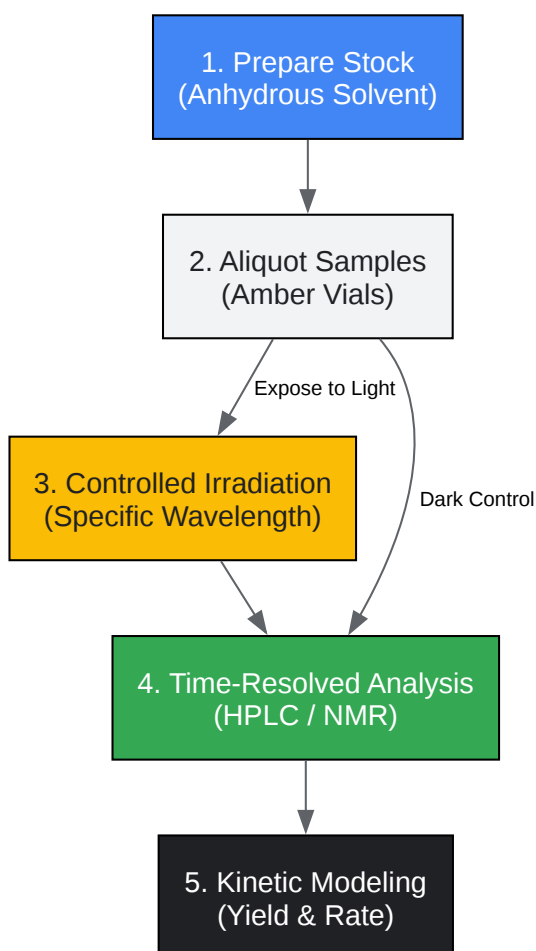 1. Prepare Stock
(Anhydrous Solvent)
2. Aliquot Samples
(Amber Vials)
Expose to Light
3. Controlled Irradiation
(Specific Wavelength)
Dark Control
4. Time-Resolved Analysis
(HPLC / NMR)
5. Kinetic Modeling
(Yield & Rate)